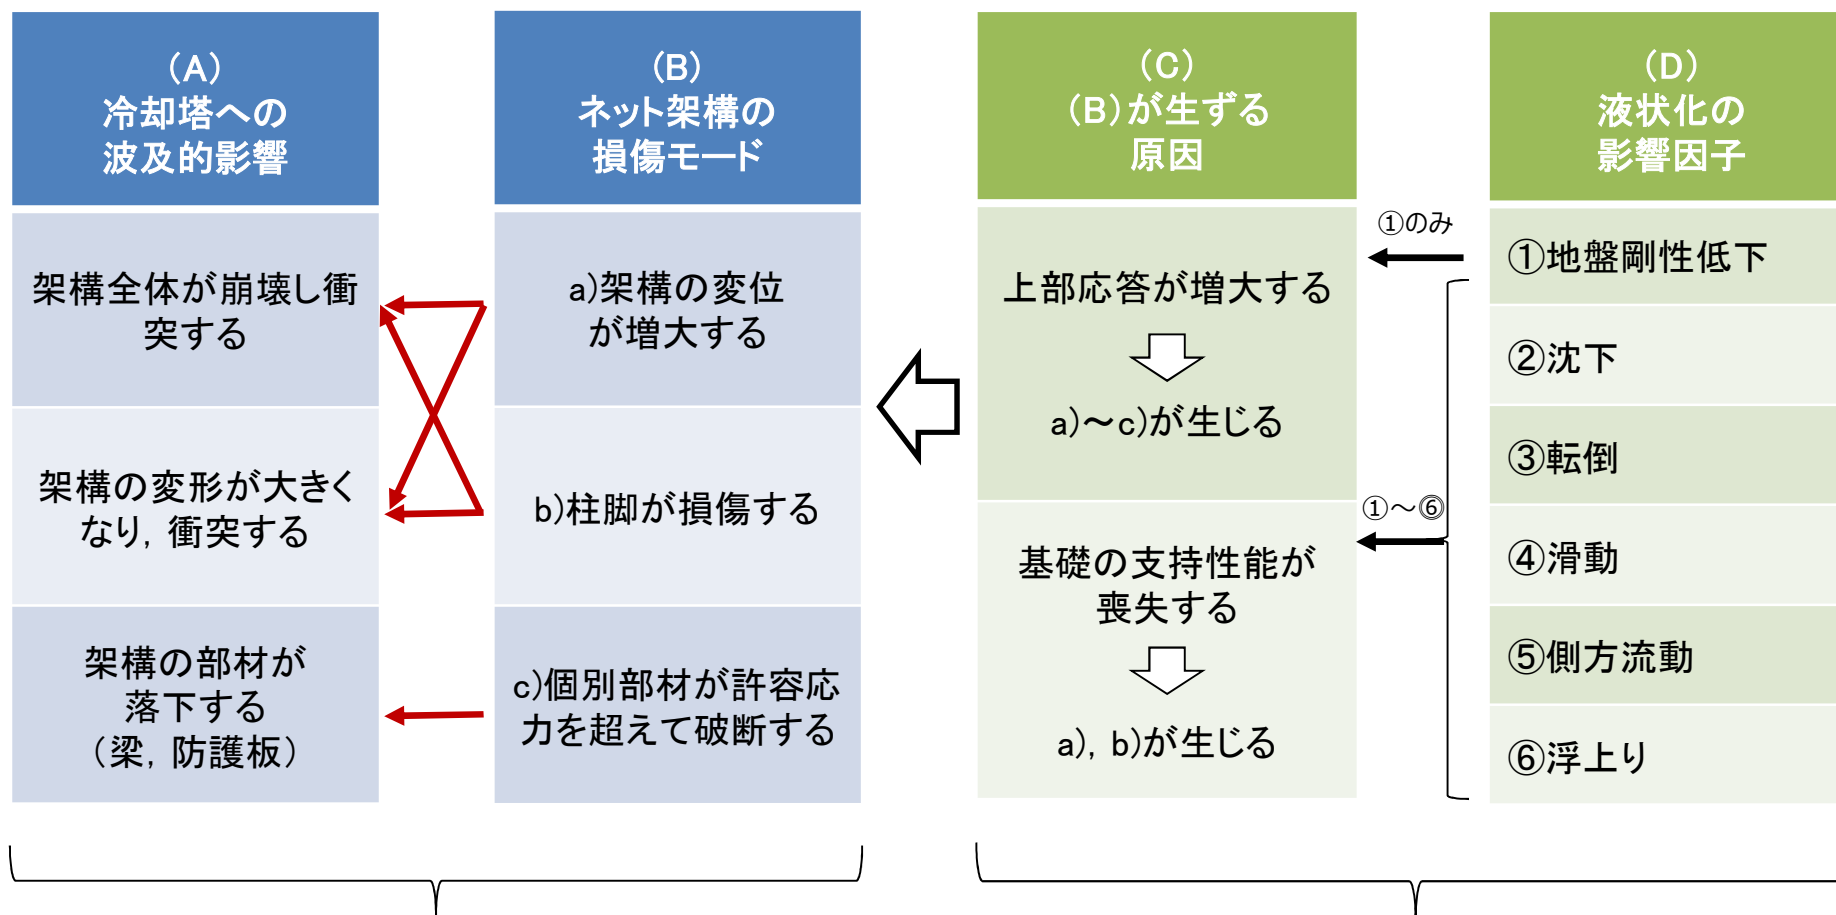 (A)
冷却塔への
波及的影響
架構全体が崩壊し衝
突する
架構の変形が大きく
なり, 衝突する
架構の部材が
落下する
(梁, 防護板)
(B)
ネット架構の
損傷モード
a)架構の変位
が増大する
b)柱脚が損傷する
c)個別部材が許容応
力を超えて破断する
(C)
(B)が生ずる
原因
上部応答が増大する
a)～c)が生じる
基礎の支持性能が
喪失する
a), b)が生じる
①のみ
①～⑥
(D)
液状化の
影響因子
①地盤剛性低下
②沈下
③転倒
④滑動
⑤側方流動
⑥浮上り